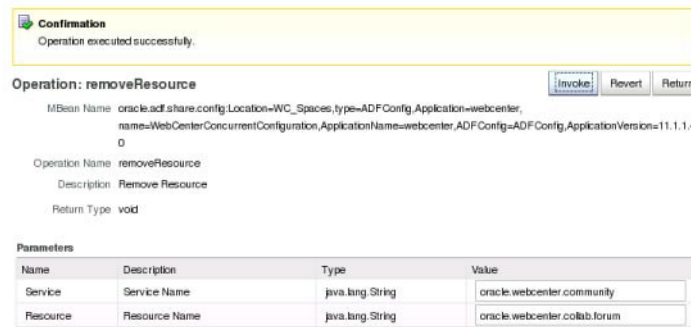 Confirmation
Operation executed successfully.
Operation: removeResource
Invoke Revert Return
MBean Name oracle.adf.share.config:Location=WC_Spaces,type=ADFConfig,Application=webcenter,
name=WebCenterConcurrentConfiguration,ApplicationName=webcenter,ADFConfig=ADFConfig,ApplicationVersion=11.1.1.
0
Operation Name removeResource
Description Remove Resource
Return Type void
Parameters
Name Description Type Value
Service Service Name java.lang.String oracle.webcenter.community
Resource Resource Name java.lang.String oracle.webcenter.collab.forum